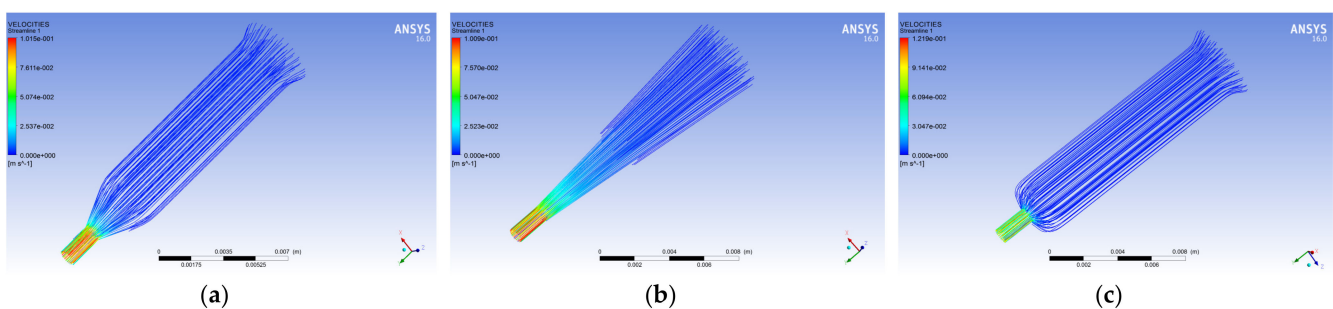 VELOCITIES
Streamline 1
1.015e-001
7.611e-002
5.074e-002
2.537e-002
0.000e+000
[m s^-1]
ANSYS
16.0
0 0.0035 0.007 (m)
0.00175 0.00525
X
Z
Y
(a)
VELOCITIES
Streamline 1
1.009e-001
7.570e-002
5.047e-002
2.523e-002
0.000e+000
[m s^-1]
ANSYS
16.0
0 0.004 0.008 (m)
0.002 0.006
X
Z
Y
(b)
VELOCITIES
Streamline 1
1.219e-001
9.141e-002
6.094e-002
3.047e-002
0.000e+000
[m s^-1]
ANSYS
16.0
0 0.004 0.008 (m)
0.002 0.006
X
Y
Z
(c)